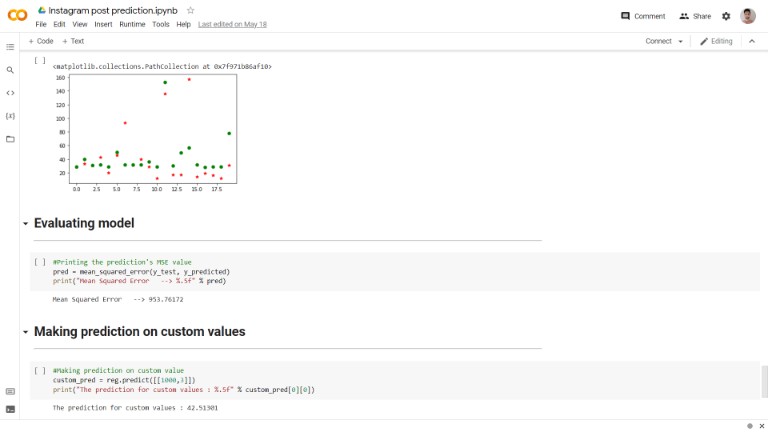 Instagram post prediction.ipynb
Comment
Share
File Edit View Insert Runtime Tools Help Last edited on May 18
+ Code + Text
Connect
Editing
[ ]
<matplotlib.collections.PathCollection at 0x7f971b86af10>
160
140
120
100
80
60
40
20
0.0 2.5 5.0 7.5 10.0 12.5 15.0 17.5
Evaluating model
[ ] #Printing the prediction's MSE value
pred = mean_squared_error(y_test, y_predicted)
print("Mean Squared Error --> %.5f" % pred)
Mean Squared Error --> 953.76172
Making prediction on custom values
[ ] #Making prediction on custom value
custom_pred = reg.predict([[1000,3]])
print("The prediction for custom values : %.5f" % custom_pred[0][0])
The prediction for custom values : 42.51301